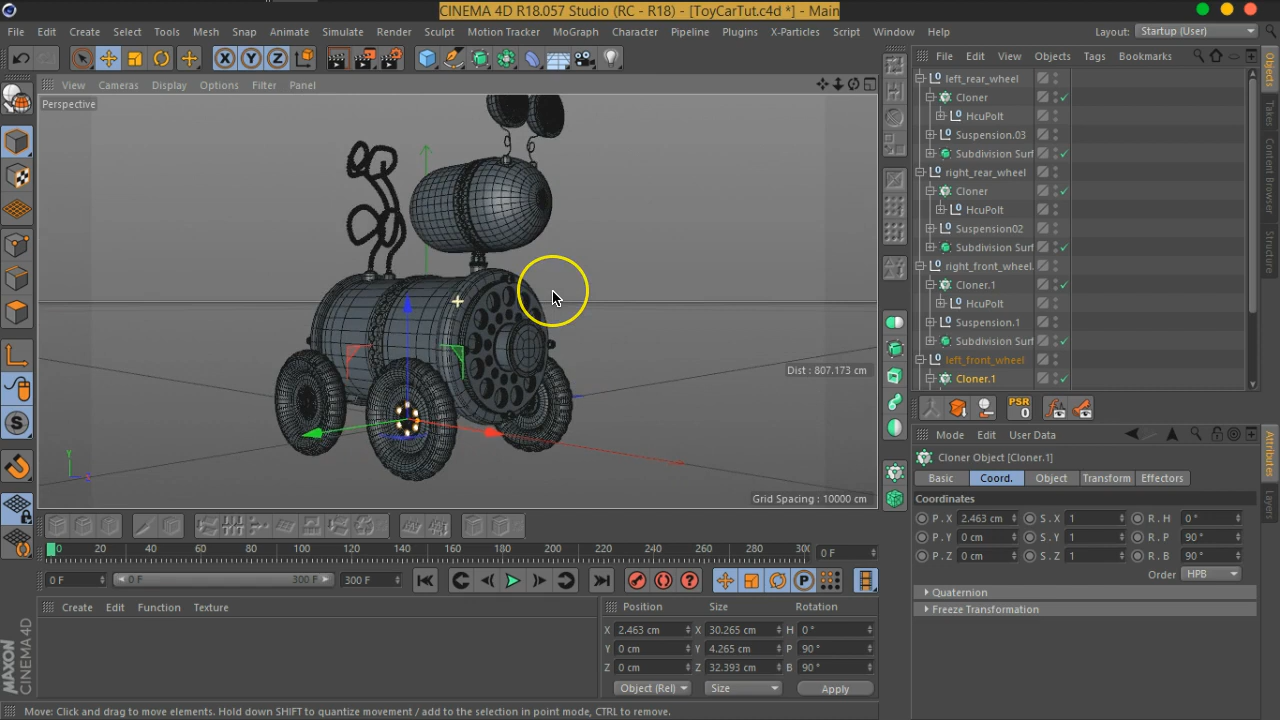 CINEMA 4D R18.057 Studio (RC - R18) - [ToyCarTut.c4d *] - Main
File Edit Create Select Tools Mesh Snap Animate Simulate Render Sculpt Motion Tracker MoGraph Character Pipeline Plugins X-Particles Script Window Help Layout: Startup (User)
X Y Z
File Edit View Objects Tags Bookmarks
View Cameras Display Options Filter Panel
Perspective
left_rear_wheel
Cloner
HcuPolt
Suspension.03
Subdivision Surf
right_rear_wheel
Cloner
HcuPolt
Suspension02
Subdivision Surf
right_front_wheel.
Cloner.1
HcuPolt
Suspension.1
Subdivision Surf
left_front_wheel
Cloner.1
Objects
Takes
Content Browser
Structure
Dist : 807.173 cm
Y
Grid Spacing : 10000 cm
PSR
0
Mode Edit User Data
Cloner Object [Cloner.1]
Basic Coord. Object Transform Effectors
Coordinates
P . X 2.463 cm S . X 1 R . H 0 °
P . Y 0 cm S . Y 1 R . P 90 °
P . Z 0 cm S . Z 1 R . B 90 °
Order HPB
Quaternion
Freeze Transformation
Attributes
Layers
0 20 40 60 80 100 120 140 160 180 200 220 240 260 280 30( 0 F
0 F 0 F 300 F 300 F
P
Create Edit Function Texture
Position Size Rotation
X 2.463 cm X 30.265 cm H 0 °
Y 0 cm Y 4.265 cm P 90 °
Z 0 cm Z 32.393 cm B 90 °
Object (Rel) Size Apply
MAXON
CINEMA 4D
Move: Click and drag to move elements. Hold down SHIFT to quantize movement / add to the selection in point mode, CTRL to remove.